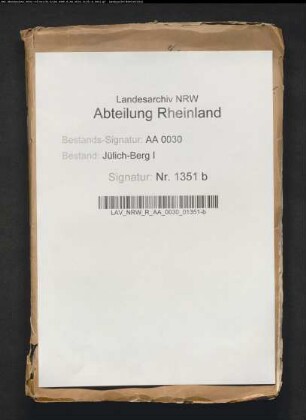 Landesarchiv NRW
Abteilung Rheinland
Bestands-Signatur: AA 0030
Bestand: Jülich-Berg I
Signatur: Nr. 1351 b
LAV_NRW_R_AA_0030_01351-b